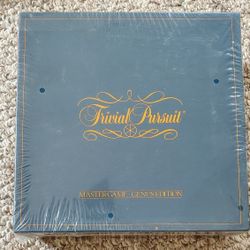 Trivial Pursuit®
MASTER GAME - GENUS EDITION